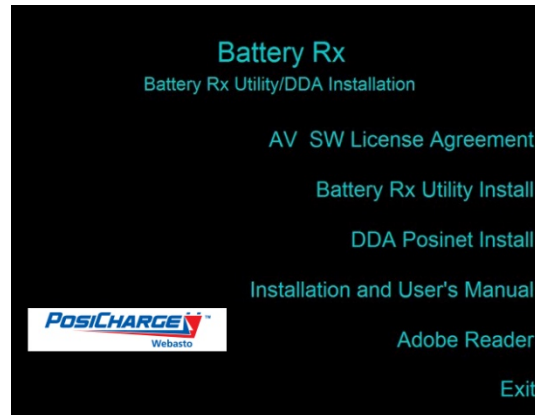 Battery Rx
Battery Rx Utility/DDA Installation
AV SW License Agreement
Battery Rx Utility Install
DDA Posinet Install
Installation and User's Manual
POSICHARGE™
Webasto
Adobe Reader
Exit